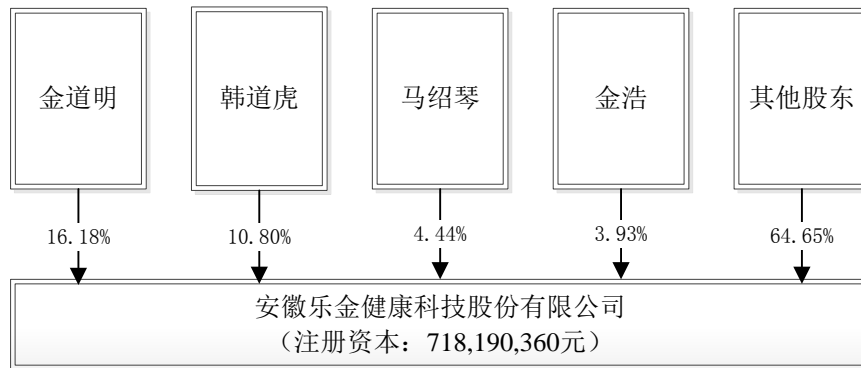 金道明
韩道虎
马绍琴
金浩
其他股东
16.18%
10.80%
4.44%
3.93%
64.65%
安徽乐金健康科技股份有限公司
（注册资本：718,190,360元）